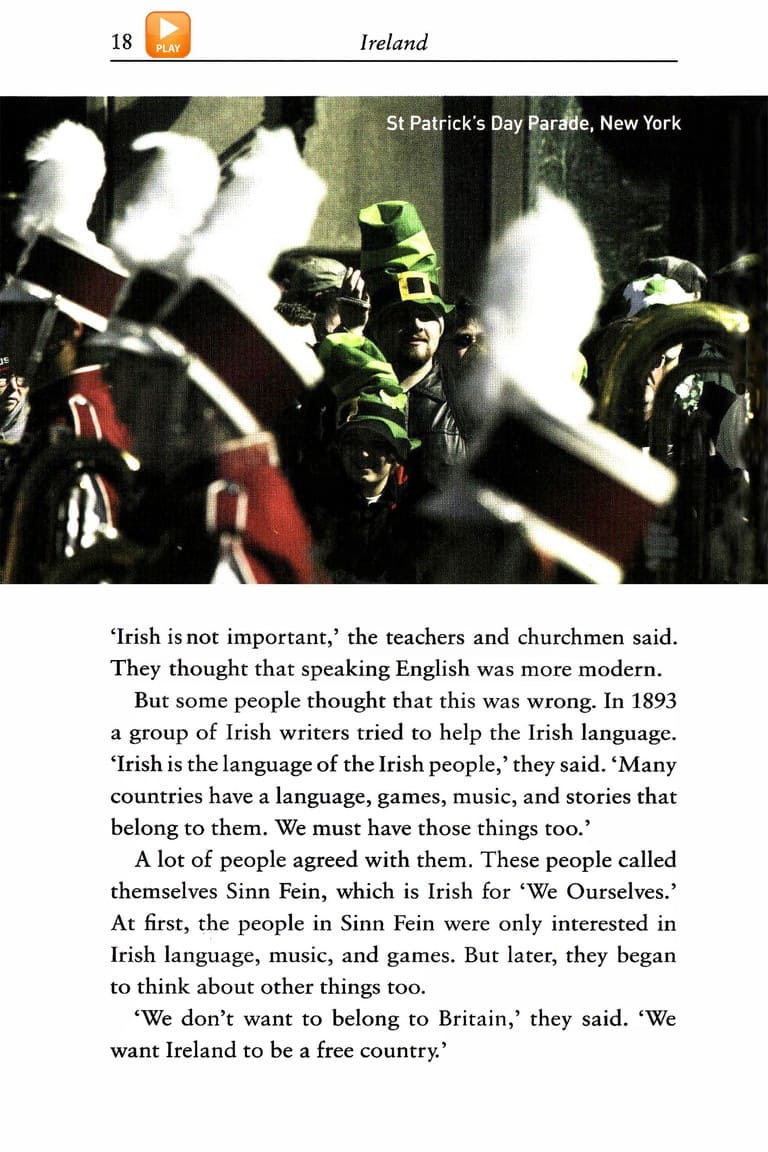 18
PLAY
Ireland
St Patrick's Day Parade, New York
‘Irish is not important,’ the teachers and churchmen said.
They thought that speaking English was more modern.
But some people thought that this was wrong. In 1893
a group of Irish writers tried to help the Irish language.
‘Irish is the language of the Irish people,’ they said. ‘Many
countries have a language, games, music, and stories that
belong to them. We must have those things too.’
A lot of people agreed with them. These people called
themselves Sinn Fein, which is Irish for ‘We Ourselves.’
At first, the people in Sinn Fein were only interested in
Irish language, music, and games. But later, they began
to think about other things too.
‘We don’t want to belong to Britain,’ they said. ‘We
want Ireland to be a free country.’